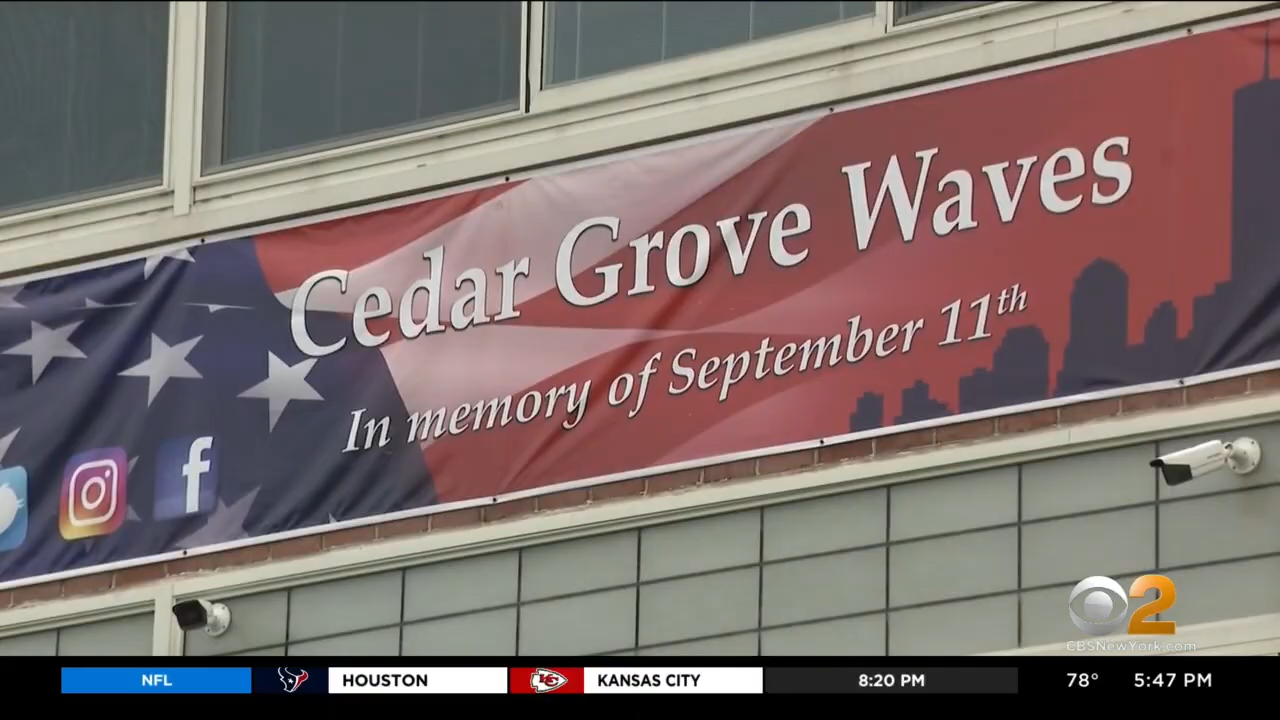 Cedar Grove Waves
In memory of September 11th
2
CBSNewYork.com
NFL HOUSTON KANSAS CITY 8:20 PM 78° 5:47 PM